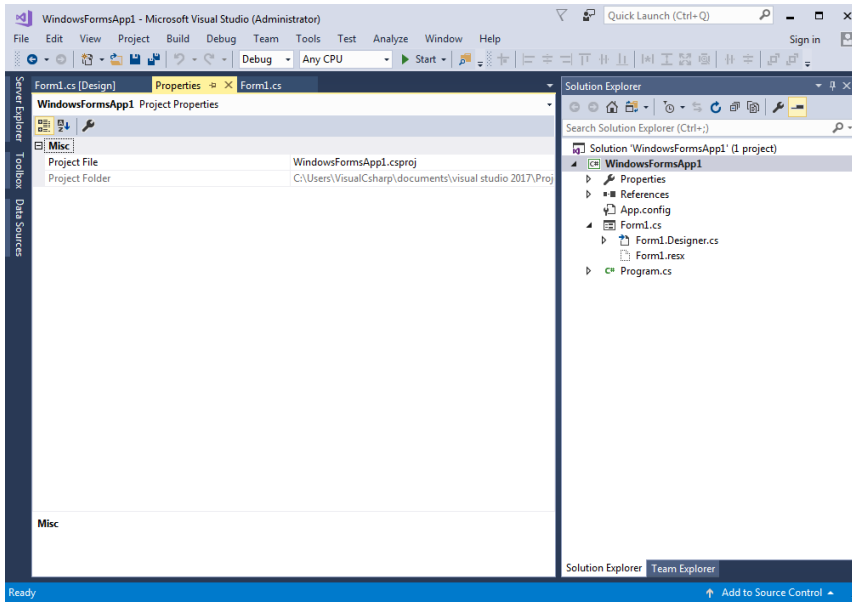 WindowsFormsApp1 - Microsoft Visual Studio (Administrator)
Quick Launch (Ctrl+Q)
File Edit View Project Build Debug Team Tools Test Analyze Window Help
Sign in
Debug Any CPU Start
Server Explorer
Toolbox
Data Sources
Form1.cs [Design] Properties Form1.cs
WindowsFormsApp1 Project Properties
Misc
Project File WindowsFormsApp1.csproj
Project Folder C:\Users\VisualCsharp\documents\visual studio 2017\Proj
Misc
Solution Explorer
Search Solution Explorer (Ctrl+;)
Solution 'WindowsFormsApp1' (1 project)
C# WindowsFormsApp1
Properties
References
App.config
Form1.cs
Form1.Designer.cs
Form1.resx
C# Program.cs
Solution Explorer Team Explorer
Ready
Add to Source Control